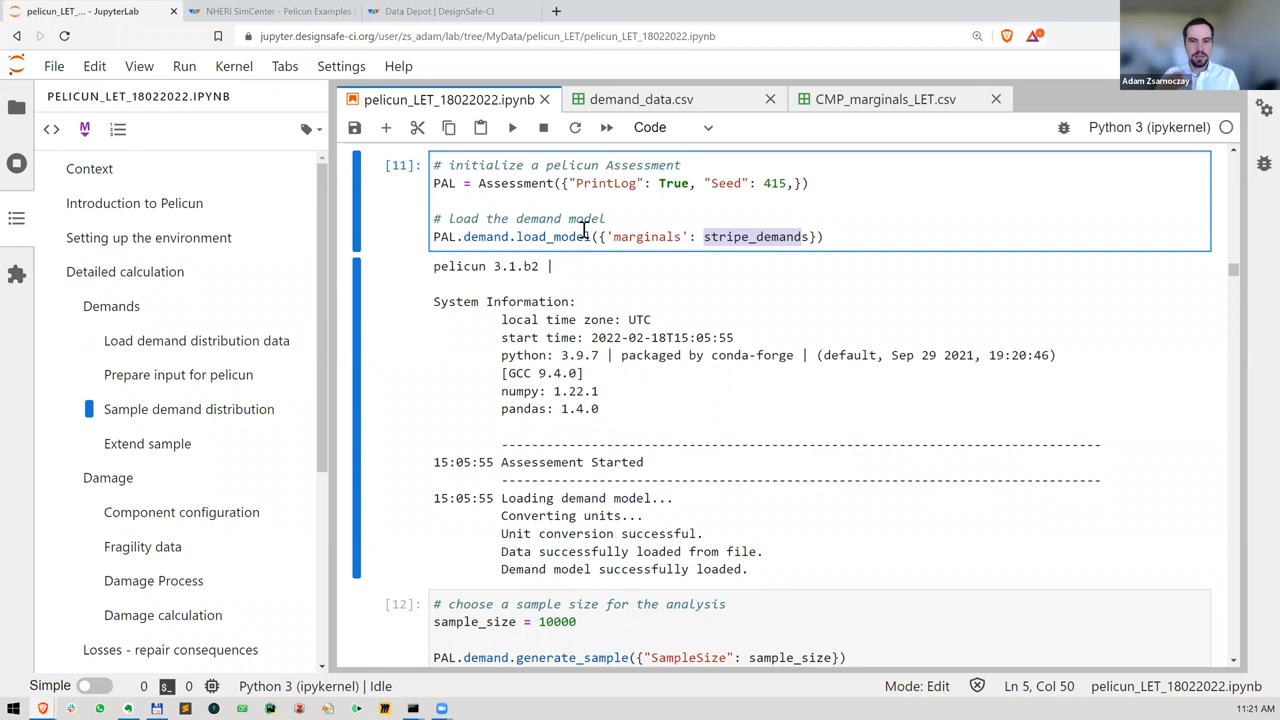 pelicun_LET_... - JupyterLab
NHERI SimCenter - Pelicun Examples
Data Depot | DesignSafe-CI
jupyter.designsafe-ci.org/user/zs_adam/lab/tree/MyData/pelicun_LET/pelicun_LET_18022022.ipynb
Adam Zsarnoczay
File Edit View Run Kernel Tabs Settings Help
PELICUN_LET_18022022.IPYNB
Context
Introduction to Pelicun
Setting up the environment
Detailed calculation
Demands
Load demand distribution data
Prepare input for pelicun
Sample demand distribution
Extend sample
Damage
Component configuration
Fragility data
Damage Process
Damage calculation
Losses - repair consequences
pelicun_LET_18022022.ipynb
demand_data.csv
CMP_marginals_LET.csv
Code
Python 3 (ipykernel)
[11]:
# initialize a pelicun Assessment
PAL = Assessment({"PrintLog": True, "Seed": 415,})
# load the demand model
PAL.demand.load_model({'marginals': stripe_demands})
pelicun 3.1.b2 |
System Information:
local time zone: UTC
start time: 2022-02-18T15:05:55
python: 3.9.7 | packaged by conda-forge | (default, Sep 29 2021, 19:20:46)
[GCC 9.4.0]
numpy: 1.22.1
pandas: 1.4.0
--------------------------------------------------------------------------------
15:05:55 Assessement Started
--------------------------------------------------------------------------------
15:05:55 Loading demand model...
Converting units...
Unit conversion successful.
Data successfully loaded from file.
Demand model successfully loaded.
[12]:
# choose a sample size for the analysis
sample_size = 10000
PAL.demand.generate_sample({"SampleSize": sample_size})
Simple 0 0 Python 3 (ipykernel) | Idle
Mode: Edit Ln 5, Col 50 pelicun_LET_18022022.ipynb
11:21 AM